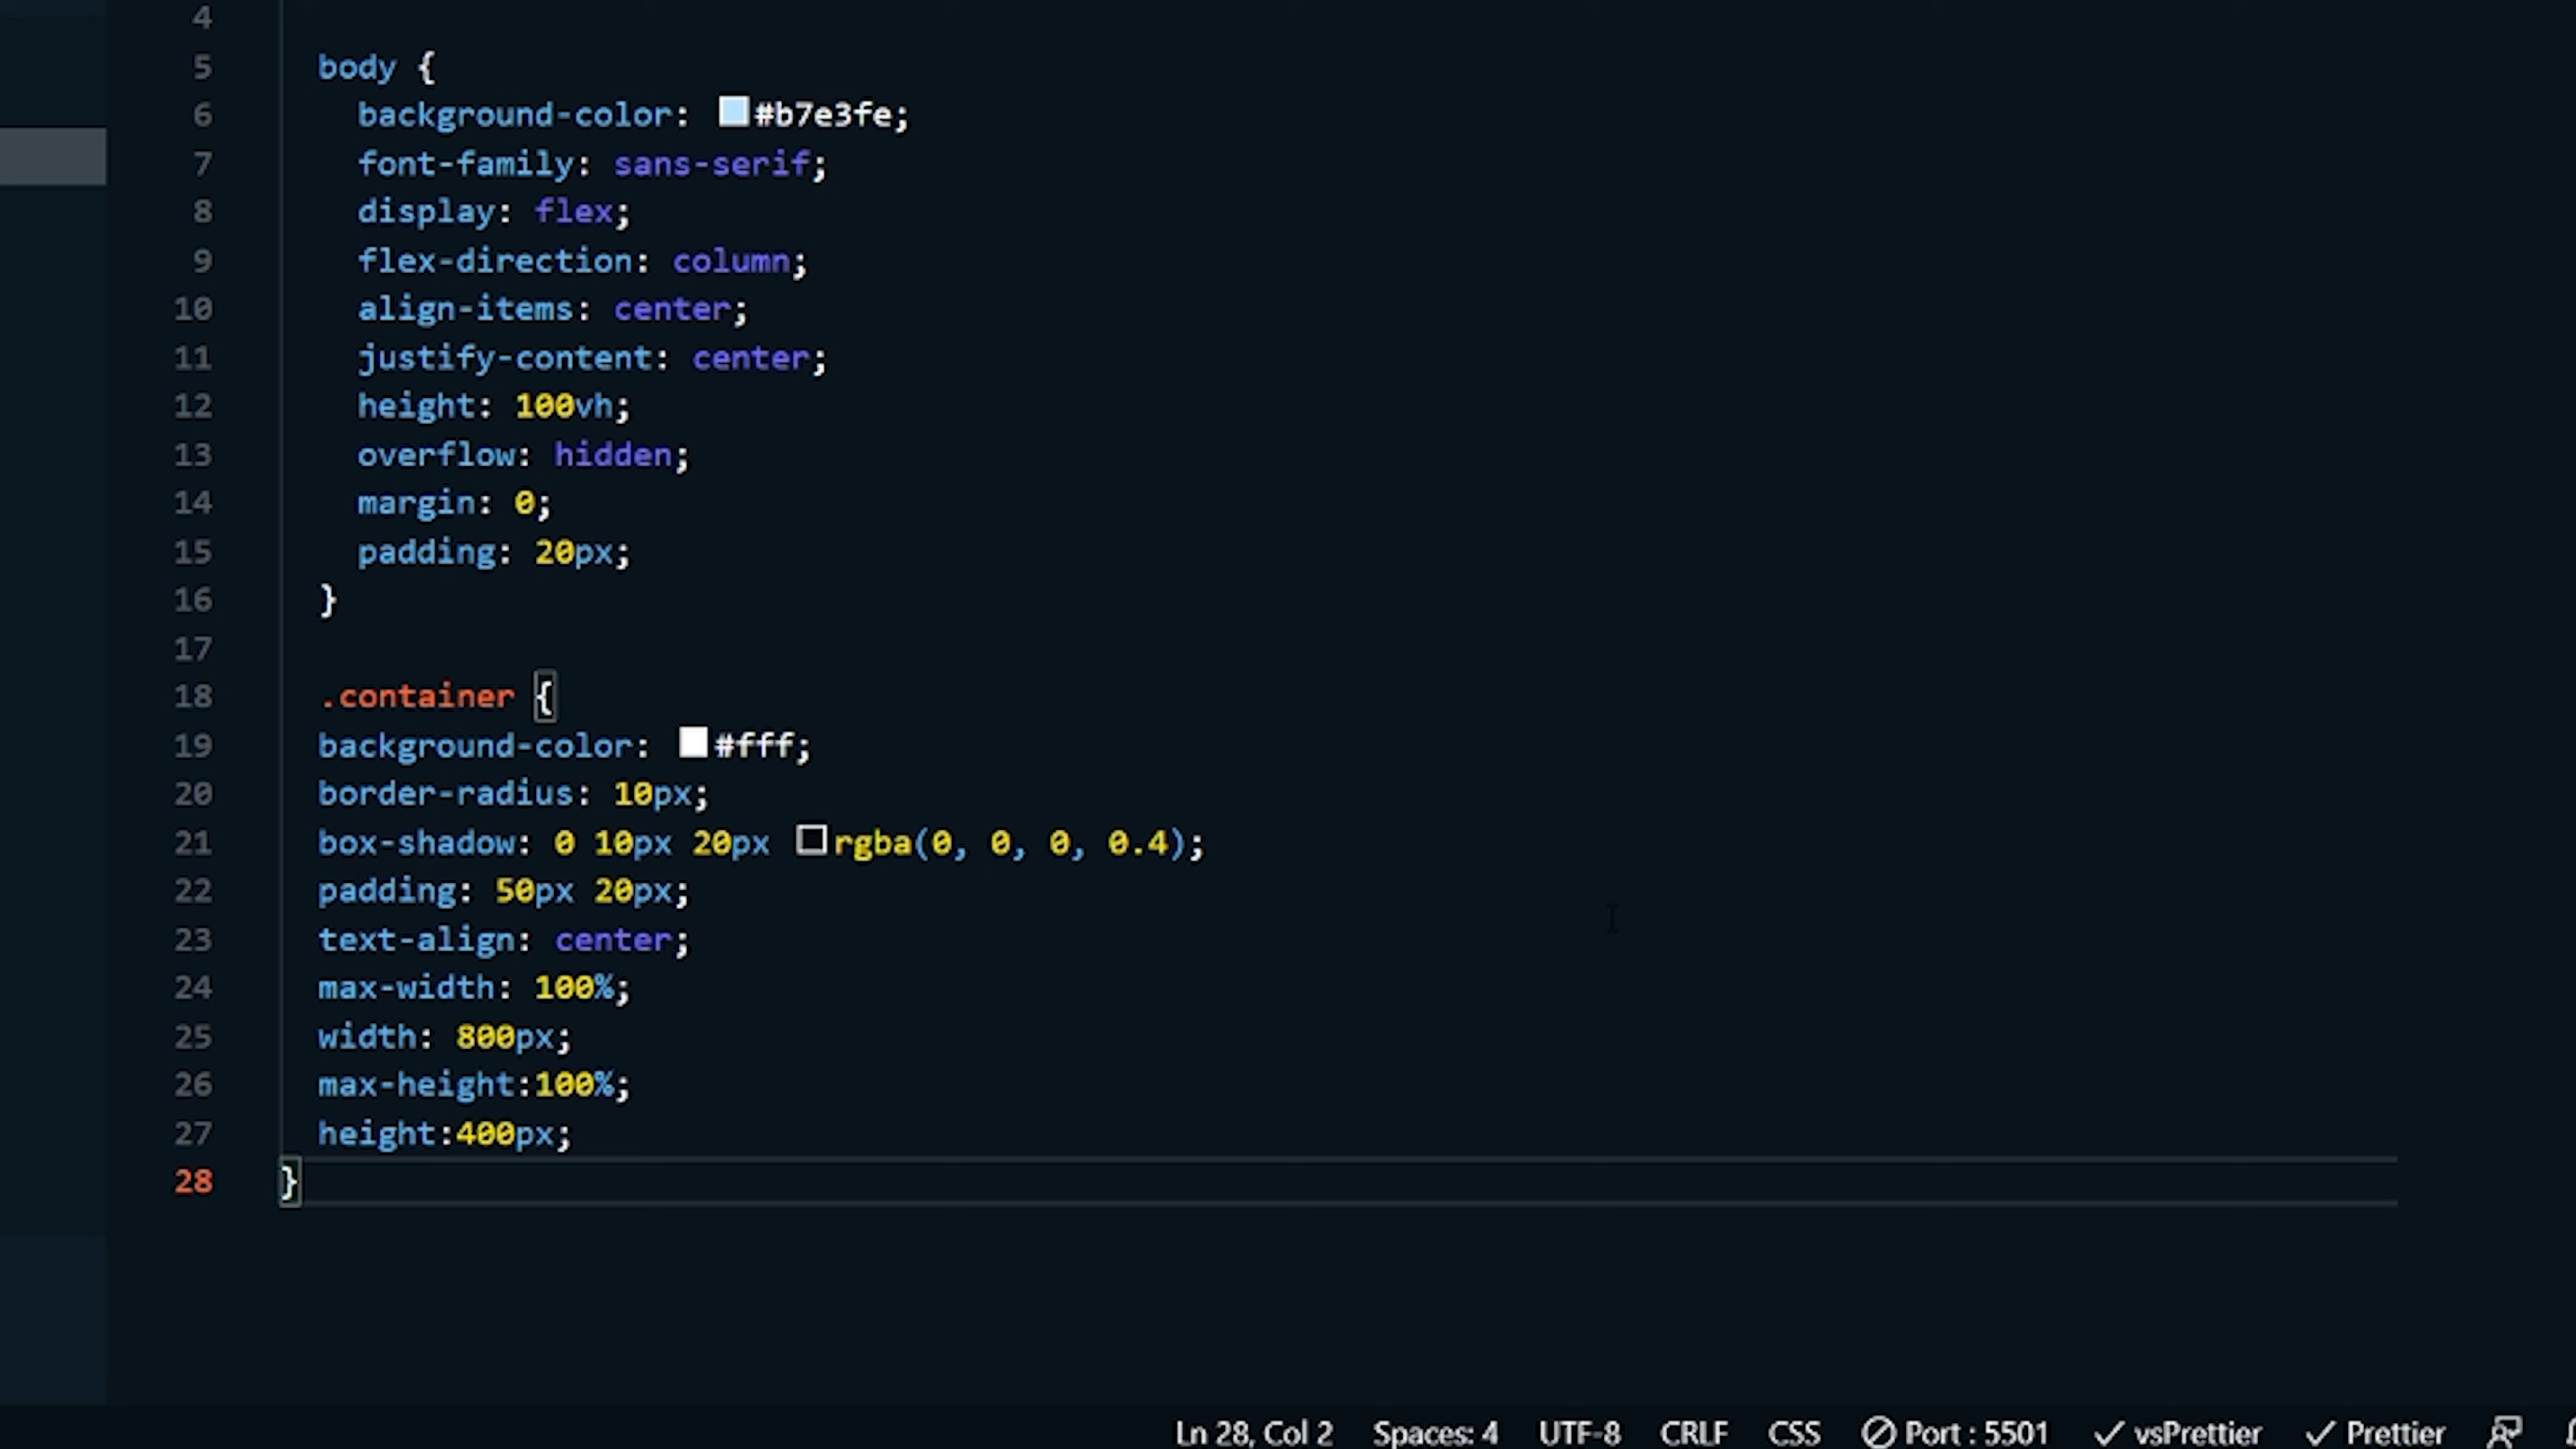 4
5 body {
6 background-color: #b7e3fe;
7 font-family: sans-serif;
8 display: flex;
9 flex-direction: column;
10 align-items: center;
11 justify-content: center;
12 height: 100vh;
13 overflow: hidden;
14 margin: 0;
15 padding: 20px;
16 }
17
18 .container {
19 background-color: #fff;
20 border-radius: 10px;
21 box-shadow: 0 10px 20px rgba(0, 0, 0, 0.4);
22 padding: 50px 20px;
23 text-align: center;
24 max-width: 100%;
25 width: 800px;
26 max-height:100%;
27 height:400px;
28 }
Ln 28, Col 2 Spaces: 4 UTF-8 CRLF CSS Port : 5501 vsPrettier Prettier